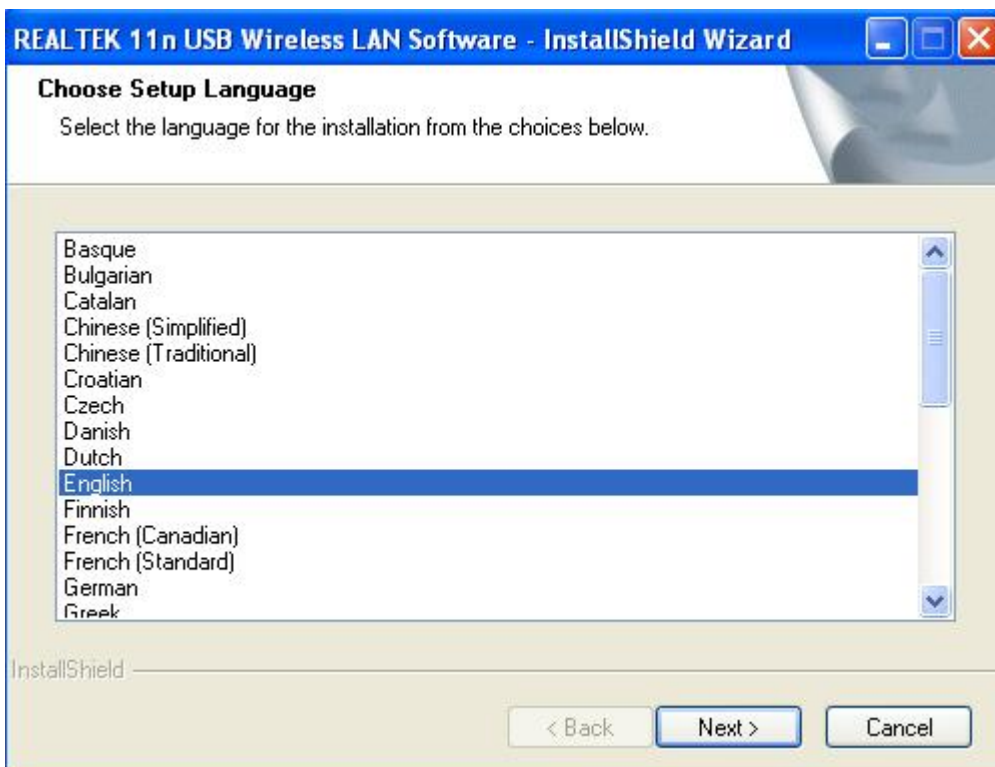 REALTEK 11n USB Wireless LAN Software - InstallShield Wizard
Choose Setup Language
Select the language for the installation from the choices below.
Basque
Bulgarian
Catalan
Chinese (Simplified)
Chinese (Traditional)
Croatian
Czech
Danish
Dutch
English
Finnish
French (Canadian)
French (Standard)
German
Greek
InstallShield
< Back Next > Cancel